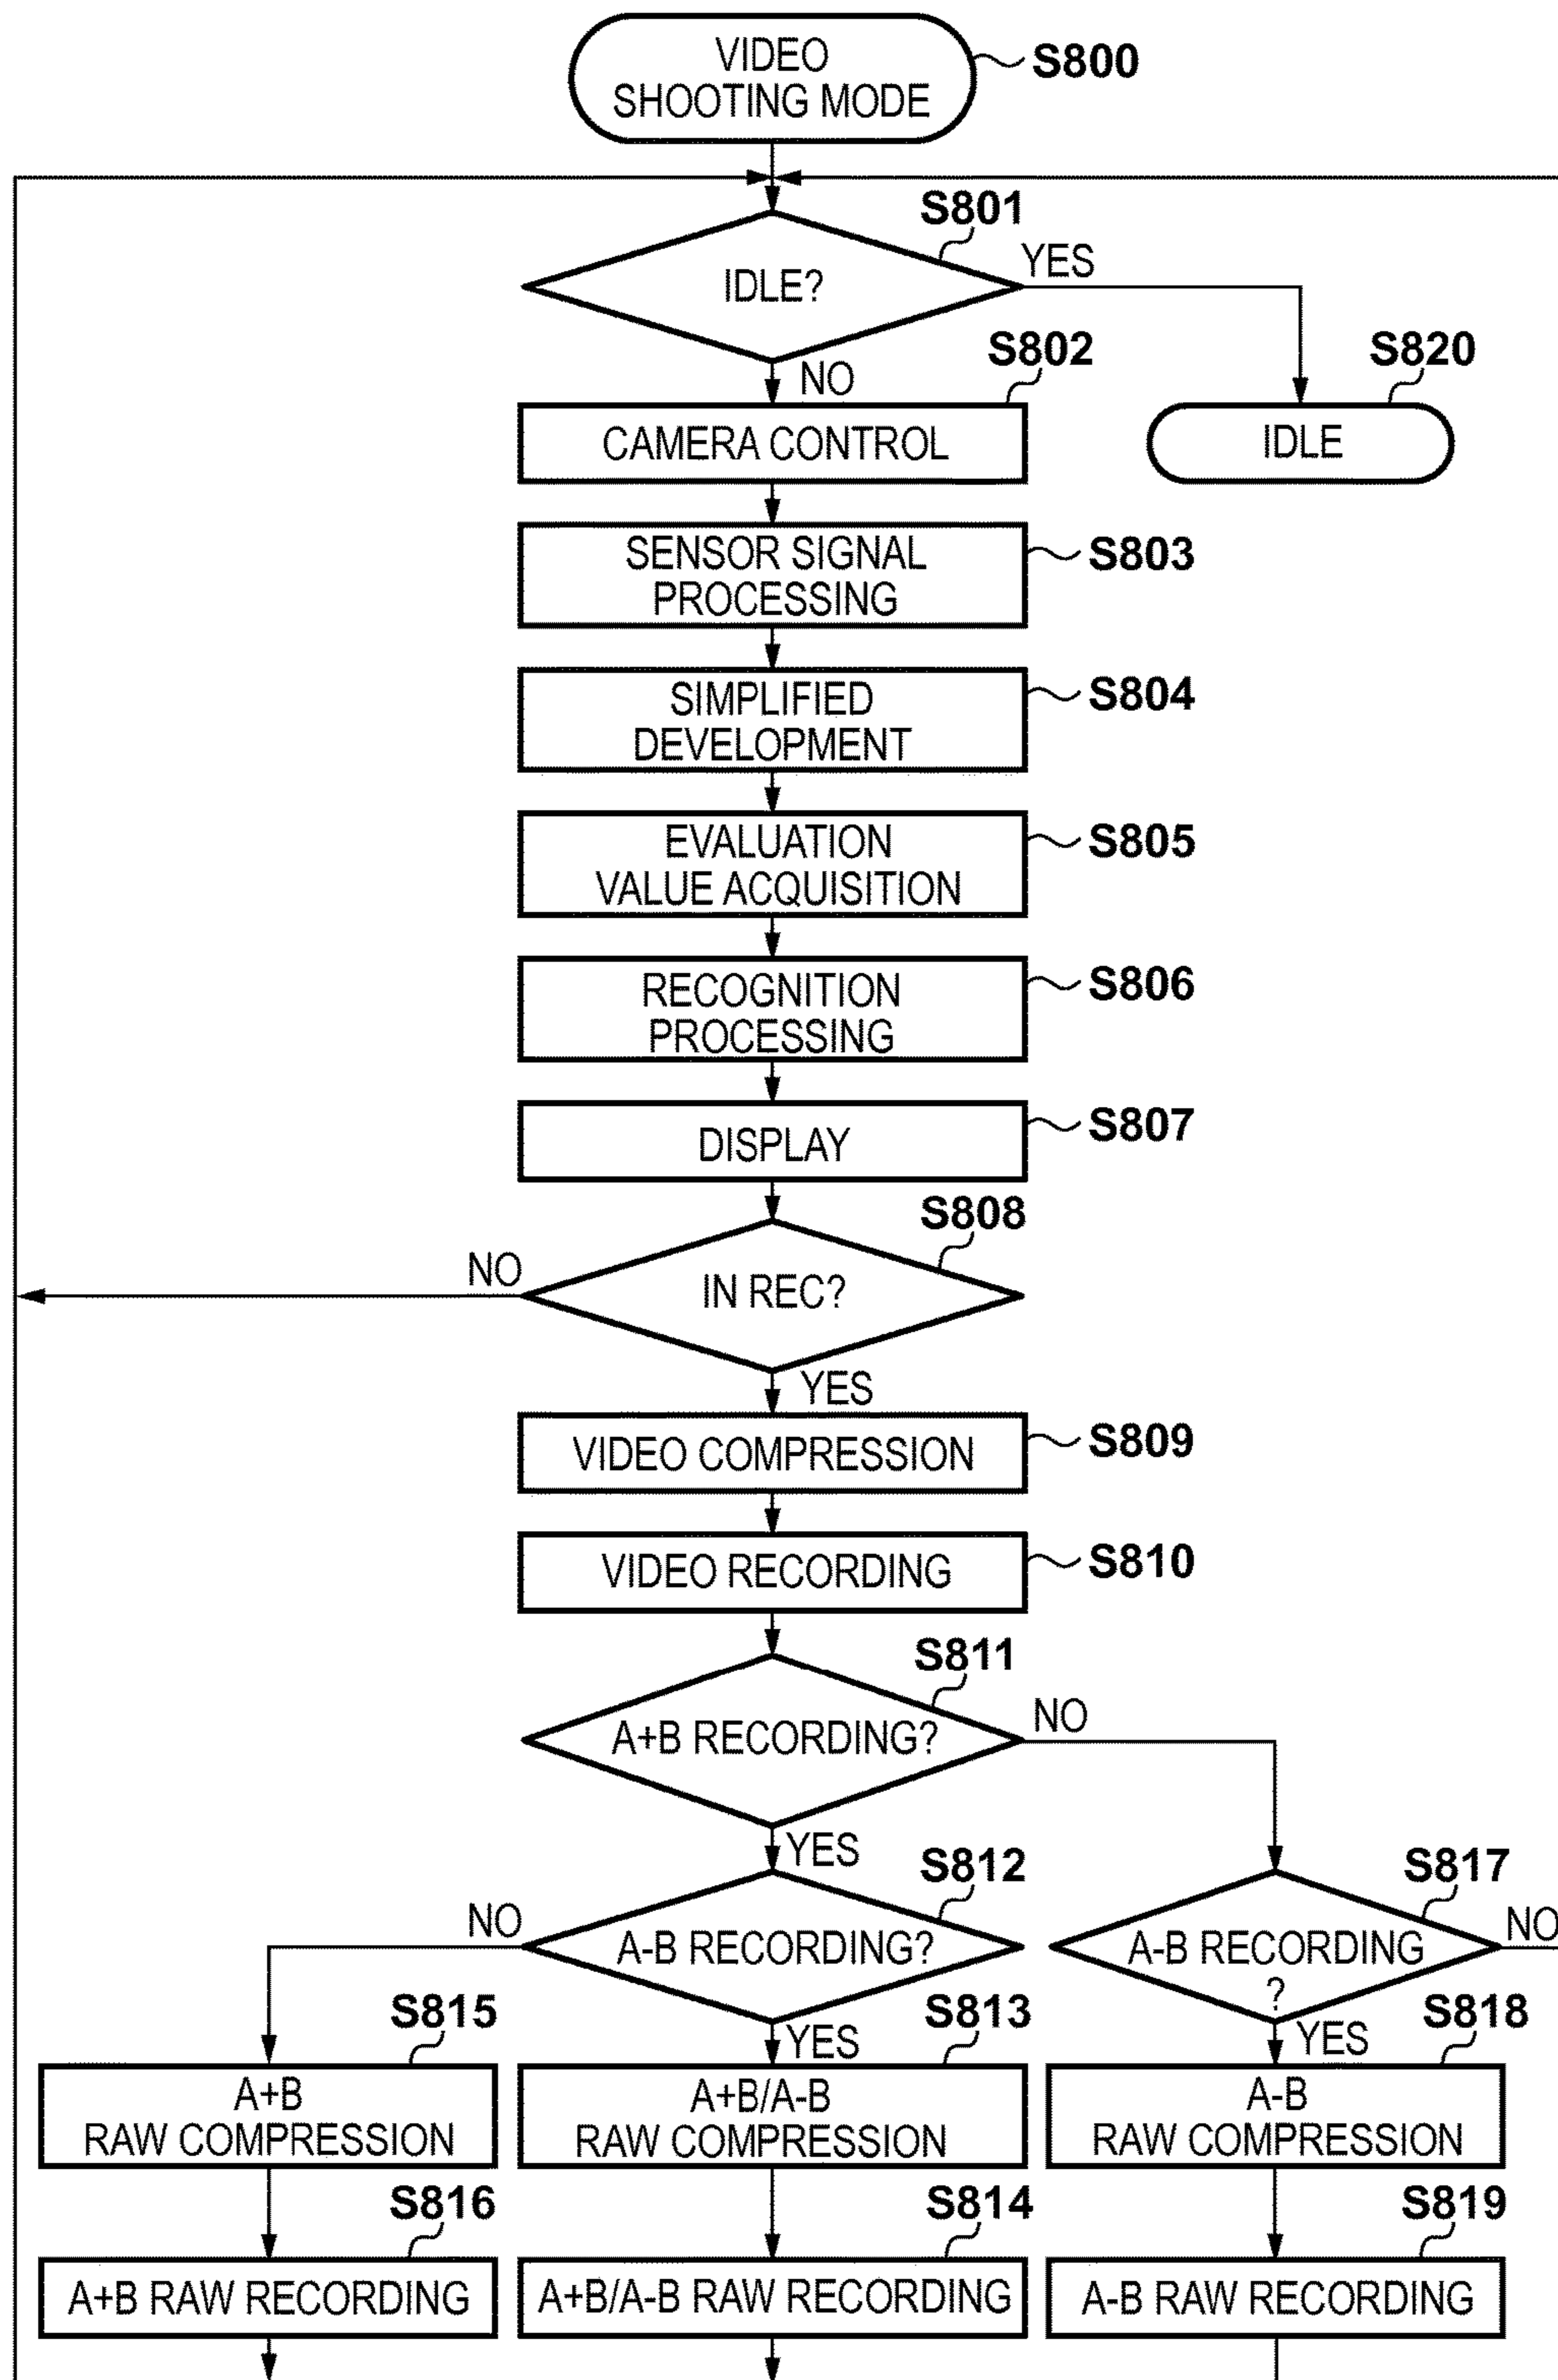 VIDEO
SHOOTING MODE
S800
S801
IDLE?
YES
NO
S802
CAMERA CONTROL
S820
IDLE
SENSOR SIGNAL
PROCESSING
S803
SIMPLIFIED
DEVELOPMENT
S804
EVALUATION
VALUE ACQUISITION
S805
RECOGNITION
PROCESSING
S806
DISPLAY
S807
S808
IN REC?
NO
YES
VIDEO COMPRESSION
S809
VIDEO RECORDING
S810
S811
A+B RECORDING?
NO
YES
S812
A-B RECORDING?
NO
YES
S817
A-B RECORDING
?
NO
YES
S815
A+B
RAW COMPRESSION
S813
A+B/A-B
RAW COMPRESSION
S818
A-B
RAW COMPRESSION
S816
A+B RAW RECORDING
S814
A+B/A-B RAW RECORDING
S819
A-B RAW RECORDING